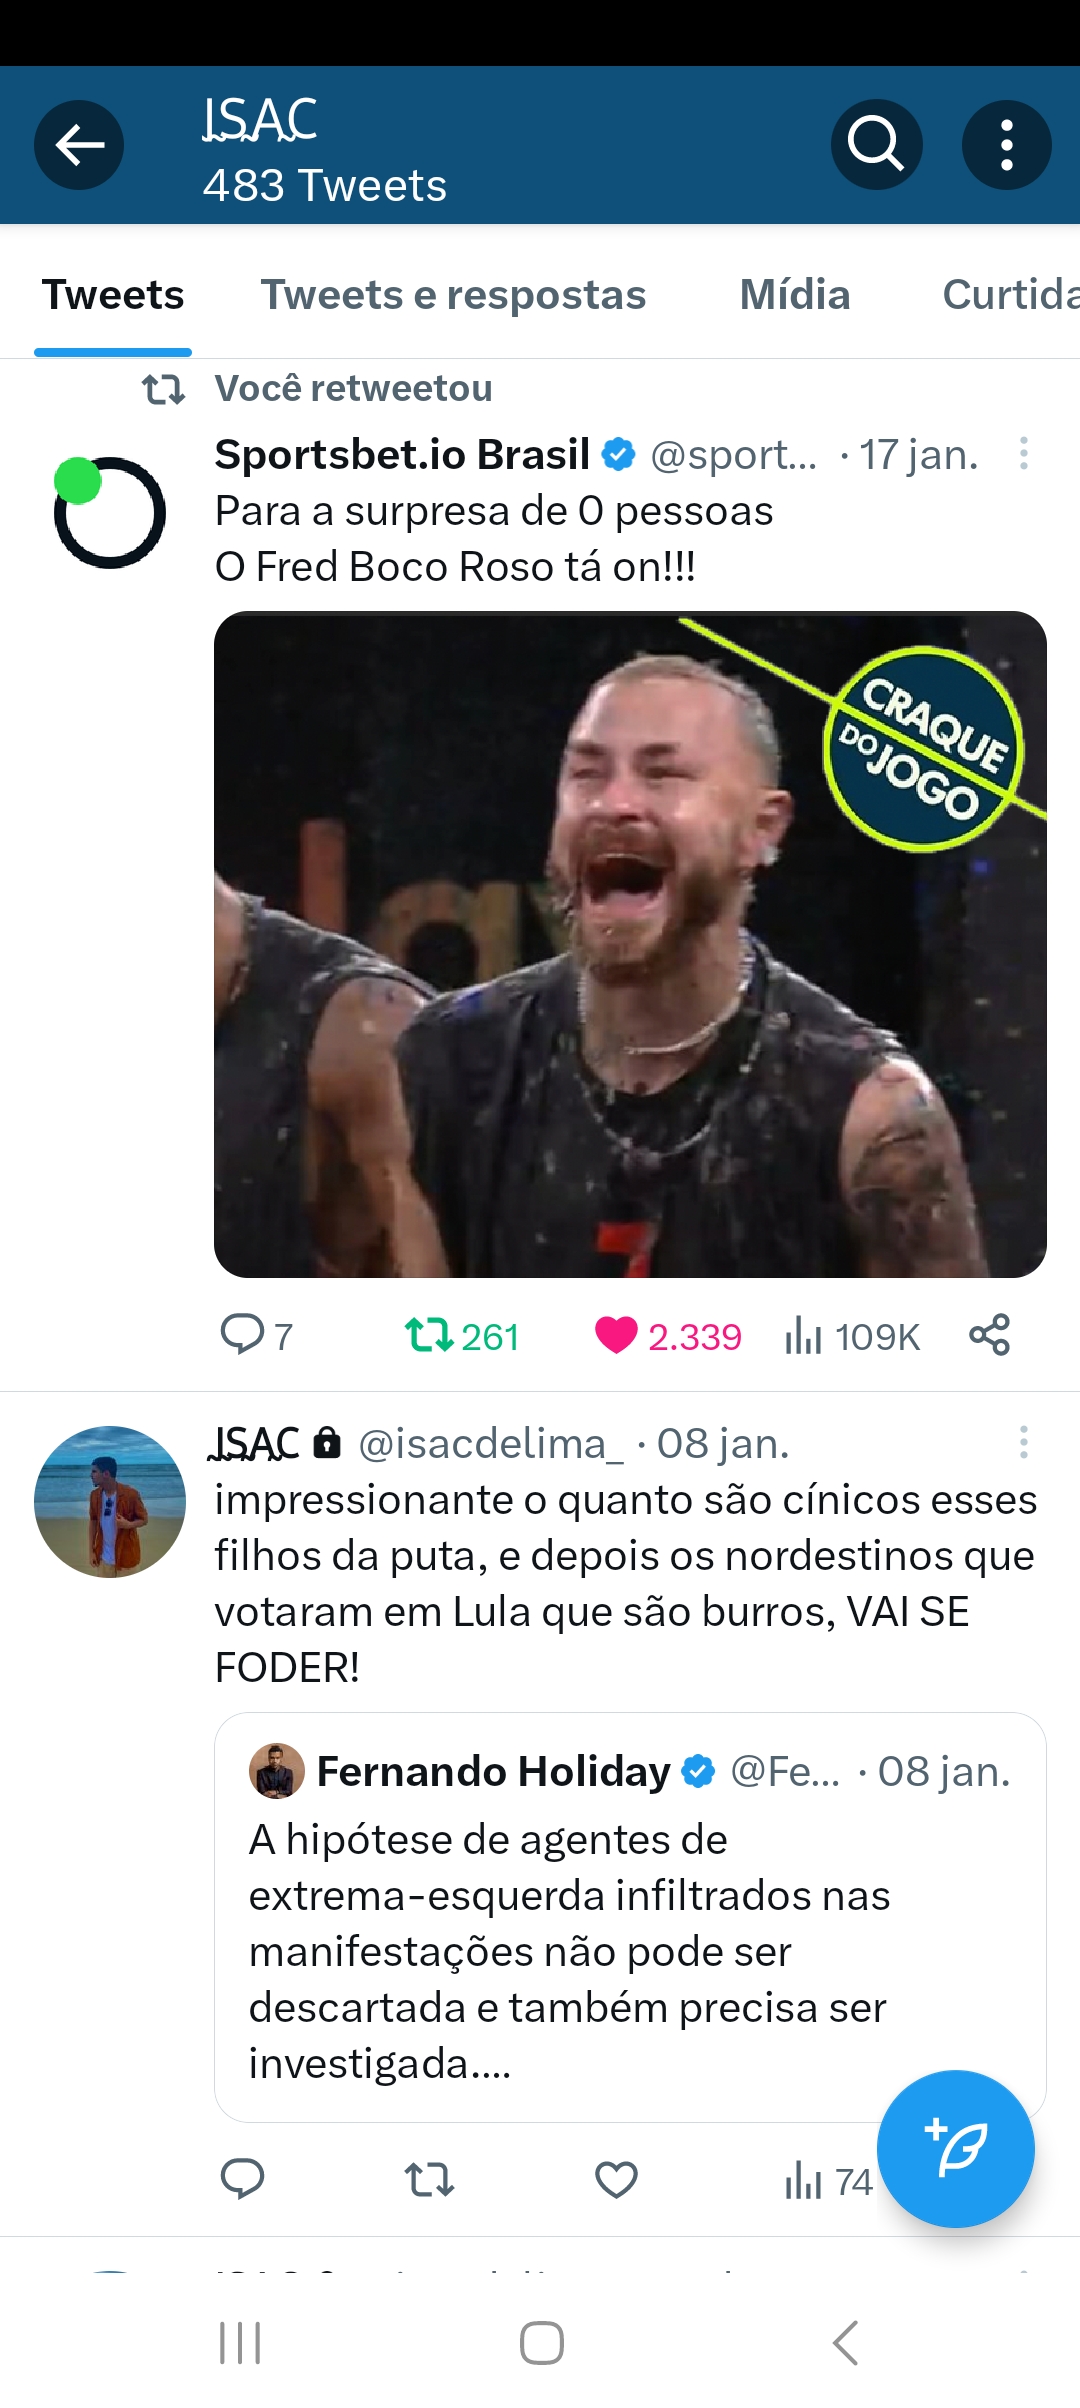 ISAC
483 Tweets
Tweets Tweets e respostas Mídia Curtida
Você retweetou
Sportsbet.io Brasil @sport... · 17 jan.
Para a surpresa de 0 pessoas
O Fred Boco Roso tá on!!!
CRAQUE
DO JOGO
7 261 2.339 109K
ISAC @isacdelima_ · 08 jan.
impressionante o quanto são cínicos esses
filhos da puta, e depois os nordestinos que
votaram em Lula que são burros, VAI SE
FODER!
Fernando Holiday @Fe... · 08 jan.
A hipótese de agentes de
extrema-esquerda infiltrados nas
manifestações não pode ser
descartada e também precisa ser
investigada....
74